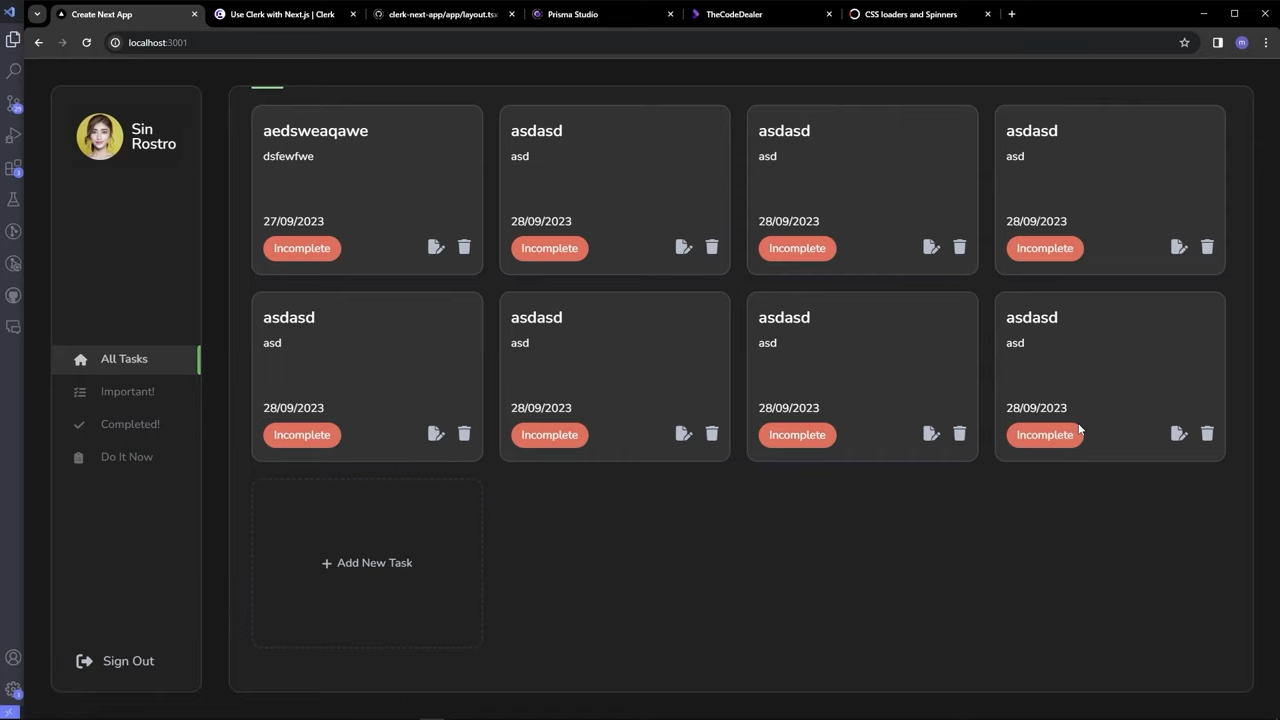 Create Next App
Use Clerk with Next.js | Clerk
clerk-next-app/app/layout.tsx
Prisma Studio
TheCodeDealer
CSS loaders and Spinners
localhost:3001
m
Sin
Rostro
All Tasks
Important!
Completed!
Do It Now
Sign Out
aedsweaqawe
dsfewfwe
27/09/2023
Incomplete
asdasd
asd
28/09/2023
Incomplete
asdasd
asd
28/09/2023
Incomplete
asdasd
asd
28/09/2023
Incomplete
asdasd
asd
28/09/2023
Incomplete
asdasd
asd
28/09/2023
Incomplete
asdasd
asd
28/09/2023
Incomplete
asdasd
asd
28/09/2023
Incomplete
+ Add New Task